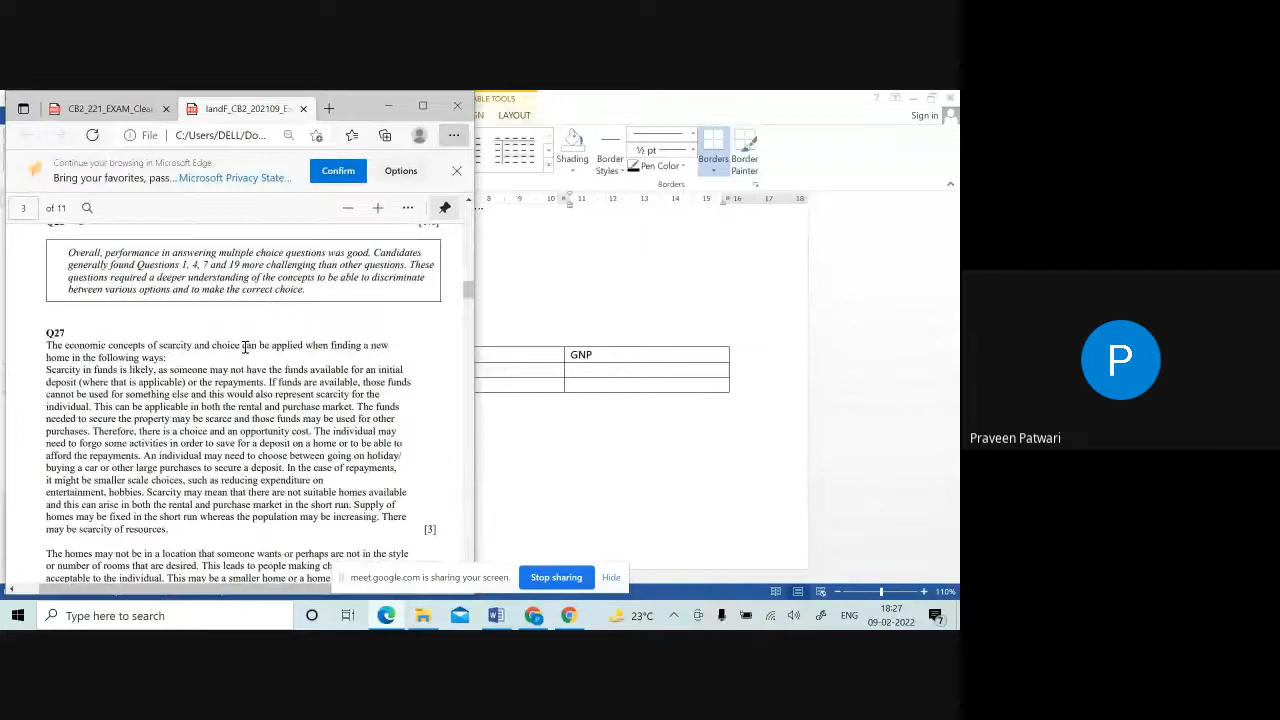 ABLE TOOLS
GN
LAYOUT
Sign in
CB2_221_EXAM_Clea
IandF_CB2_202109_E
File
C:/Users/DELL/Do...
Continue your browsing in Microsoft Edge
Bring your favorites, pass... Microsoft Privacy State...
Confirm
Options
3 of 11
Shading
Border Styles
½ pt
Pen Color
Borders
Border Painter
Borders
8 9 10 11 12 13 14 15 16 17 18
Overall, performance in answering multiple choice questions was good. Candidates
generally found Questions 1, 4, 7 and 19 more challenging than other questions. These
questions required a deeper understanding of the concepts to be able to discriminate
between various options and to make the correct choice.
Q27
The economic concepts of scarcity and choice can be applied when finding a new
home in the following ways:
Scarcity in funds is likely, as someone may not have the funds available for an initial
deposit (where that is applicable) or the repayments. If funds are available, those funds
cannot be used for something else and this would also represent scarcity for the
individual. This can be applicable in both the rental and purchase market. The funds
needed to secure the property may be scarce and those funds may be used for other
purchases. Therefore, there is a choice and an opportunity cost. The individual may
need to forgo some activities in order to save for a deposit on a home or to be able to
afford the repayments. An individual may need to choose between going on holiday/
buying a car or other large purchases to secure a deposit. In the case of repayments,
it might be smaller scale choices, such as reducing expenditure on
entertainment, hobbies. Scarcity may mean that there are not suitable homes available
and this can arise in both the rental and purchase market in the short run. Supply of
homes may be fixed in the short run whereas the population may be increasing. There
may be scarcity of resources.
[3]
The homes may not be in a location that someone wants or perhaps are not in the style
or number of rooms that are desired. This leads to people making ch
acceptable to the individual. This may be a smaller home or a home
GNP
meet.google.com is sharing your screen.
Stop sharing
Hide
110%
Type here to search
23°C
ENG
18:27
09-02-2022
7
P
Praveen Patwari